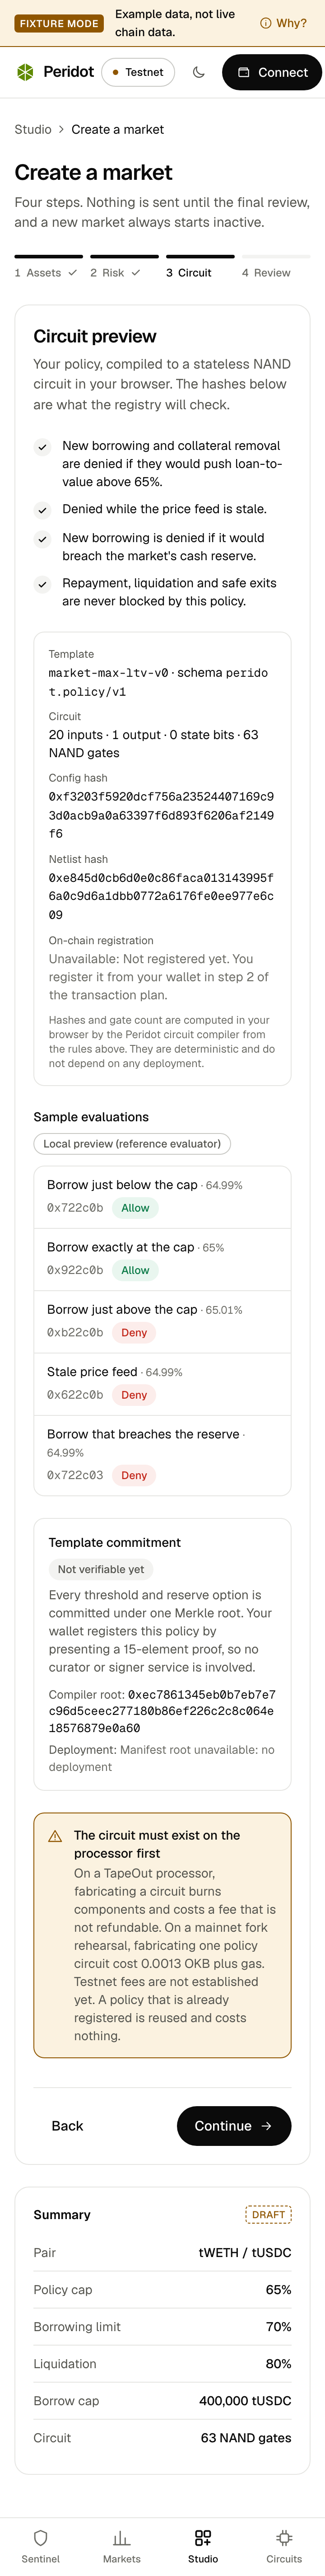 FIXTURE MODE
Example data, not live
chain data.
Why?
Peridot
Testnet
Connect
Studio > Create a market
Create a market
Four steps. Nothing is sent until the final review,
and a new market always starts inactive.
1 Assets
2 Risk
3 Circuit
4 Review
Circuit preview
Your policy, compiled to a stateless NAND
circuit in your browser. The hashes below
are what the registry will check.
New borrowing and collateral removal
are denied if they would push loan-to-
value above 65%.
Denied while the price feed is stale.
New borrowing is denied if it would
breach the market's cash reserve.
Repayment, liquidation and safe exits
are never blocked by this policy.
Template
market-max-ltv-v0 · schema perido
t.policy/v1
Circuit
20 inputs · 1 output · 0 state bits · 63
NAND gates
Config hash
0xf3203f5920dcf756a23524407169c9
3d0acb9a0a63397f6d893f6206af2149
f6
Netlist hash
0xe845d0cb6d0e0c86faca013143995f
6a0c9d6a1dbb0772a6176fe0ee977e6c
09
On-chain registration
Unavailable: Not registered yet. You
register it from your wallet in step 2 of
the transaction plan.
Hashes and gate count are computed in your
browser by the Peridot circuit compiler from
the rules above. They are deterministic and do
not depend on any deployment.
Sample evaluations
Local preview (reference evaluator)
Borrow just below the cap · 64.99%
0x722c0b Allow
Borrow exactly at the cap · 65%
0x922c0b Allow
Borrow just above the cap · 65.01%
0xb22c0b Deny
Stale price feed · 64.99%
0x622c0b Deny
Borrow that breaches the reserve ·
64.99%
0x722c03 Deny
Template commitment
Not verifiable yet
Every threshold and reserve option is
committed under one Merkle root. Your
wallet registers this policy by
presenting a 15-element proof, so no
curator or signer service is involved.
Compiler root: 0xec7861345eb0b7eb7e7
c96d5ceec277180b86ef226c2c8c064e
18576879e0a60
Deployment: Manifest root unavailable: no
deployment
The circuit must exist on the
processor first
On a TapeOut processor,
fabricating a circuit burns
components and costs a fee that is
not refundable. On a mainnet fork
rehearsal, fabricating one policy
circuit cost 0.0013 OKB plus gas.
Testnet fees are not established
yet. A policy that is already
registered is reused and costs
nothing.
Back
Continue →
Summary
DRAFT
Pair tWETH / tUSDC
Policy cap 65%
Borrowing limit 70%
Liquidation 80%
Borrow cap 400,000 tUSDC
Circuit 63 NAND gates
Sentinel
Markets
Studio
Circuits